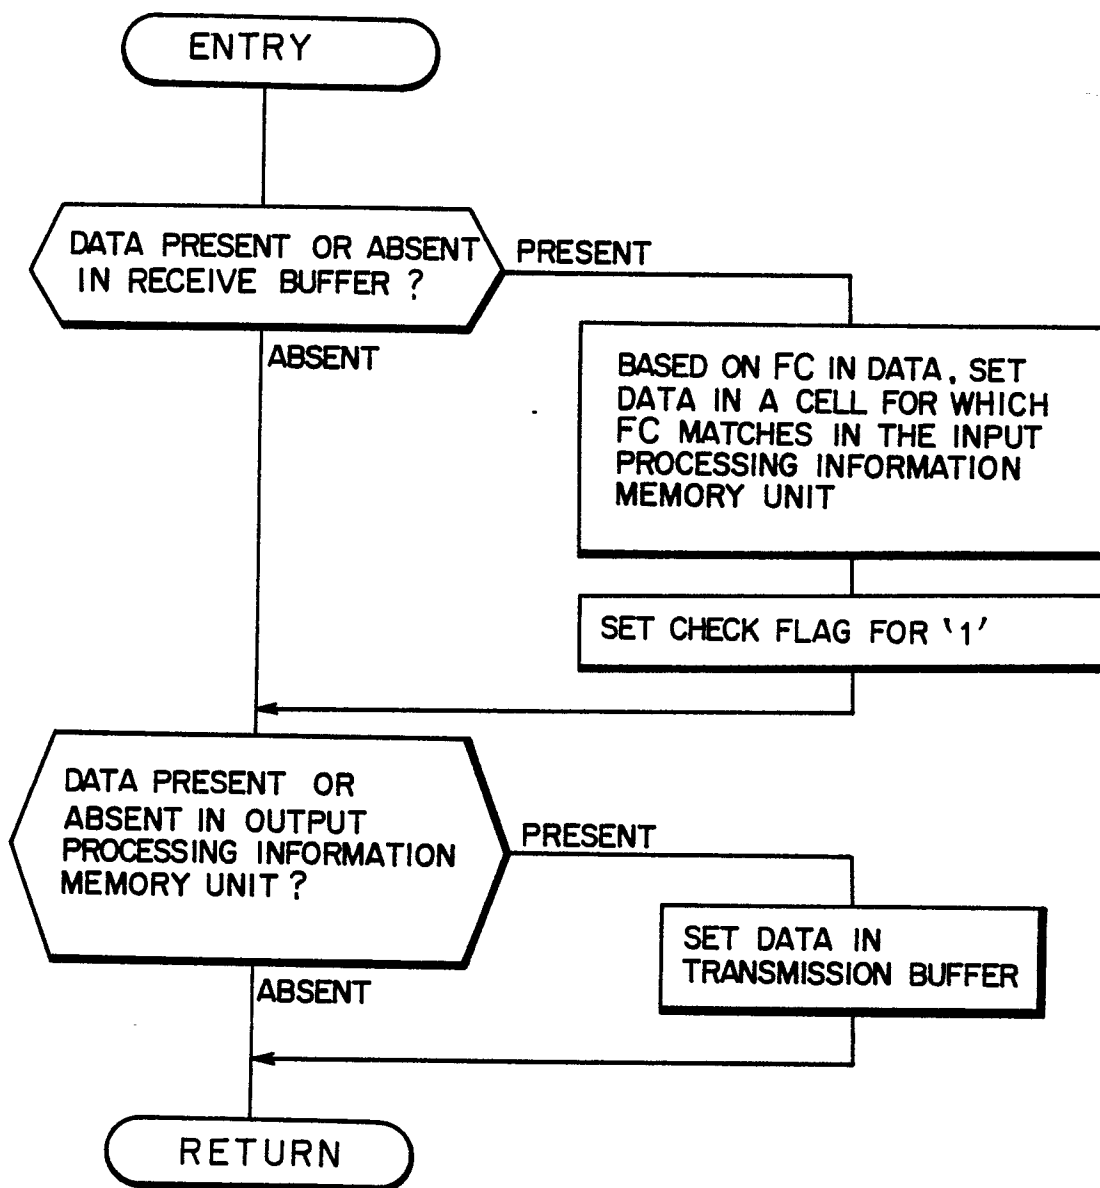 ENTRY
DATA PRESENT OR ABSENT
IN RECEIVE BUFFER ?
PRESENT
ABSENT
BASED ON FC IN DATA, SET
DATA IN A CELL FOR WHICH
FC MATCHES IN THE INPUT
PROCESSING INFORMATION
MEMORY UNIT
SET CHECK FLAG FOR '1'
DATA PRESENT OR
ABSENT IN OUTPUT
PROCESSING INFORMATION
MEMORY UNIT ?
PRESENT
ABSENT
SET DATA IN
TRANSMISSION BUFFER
RETURN